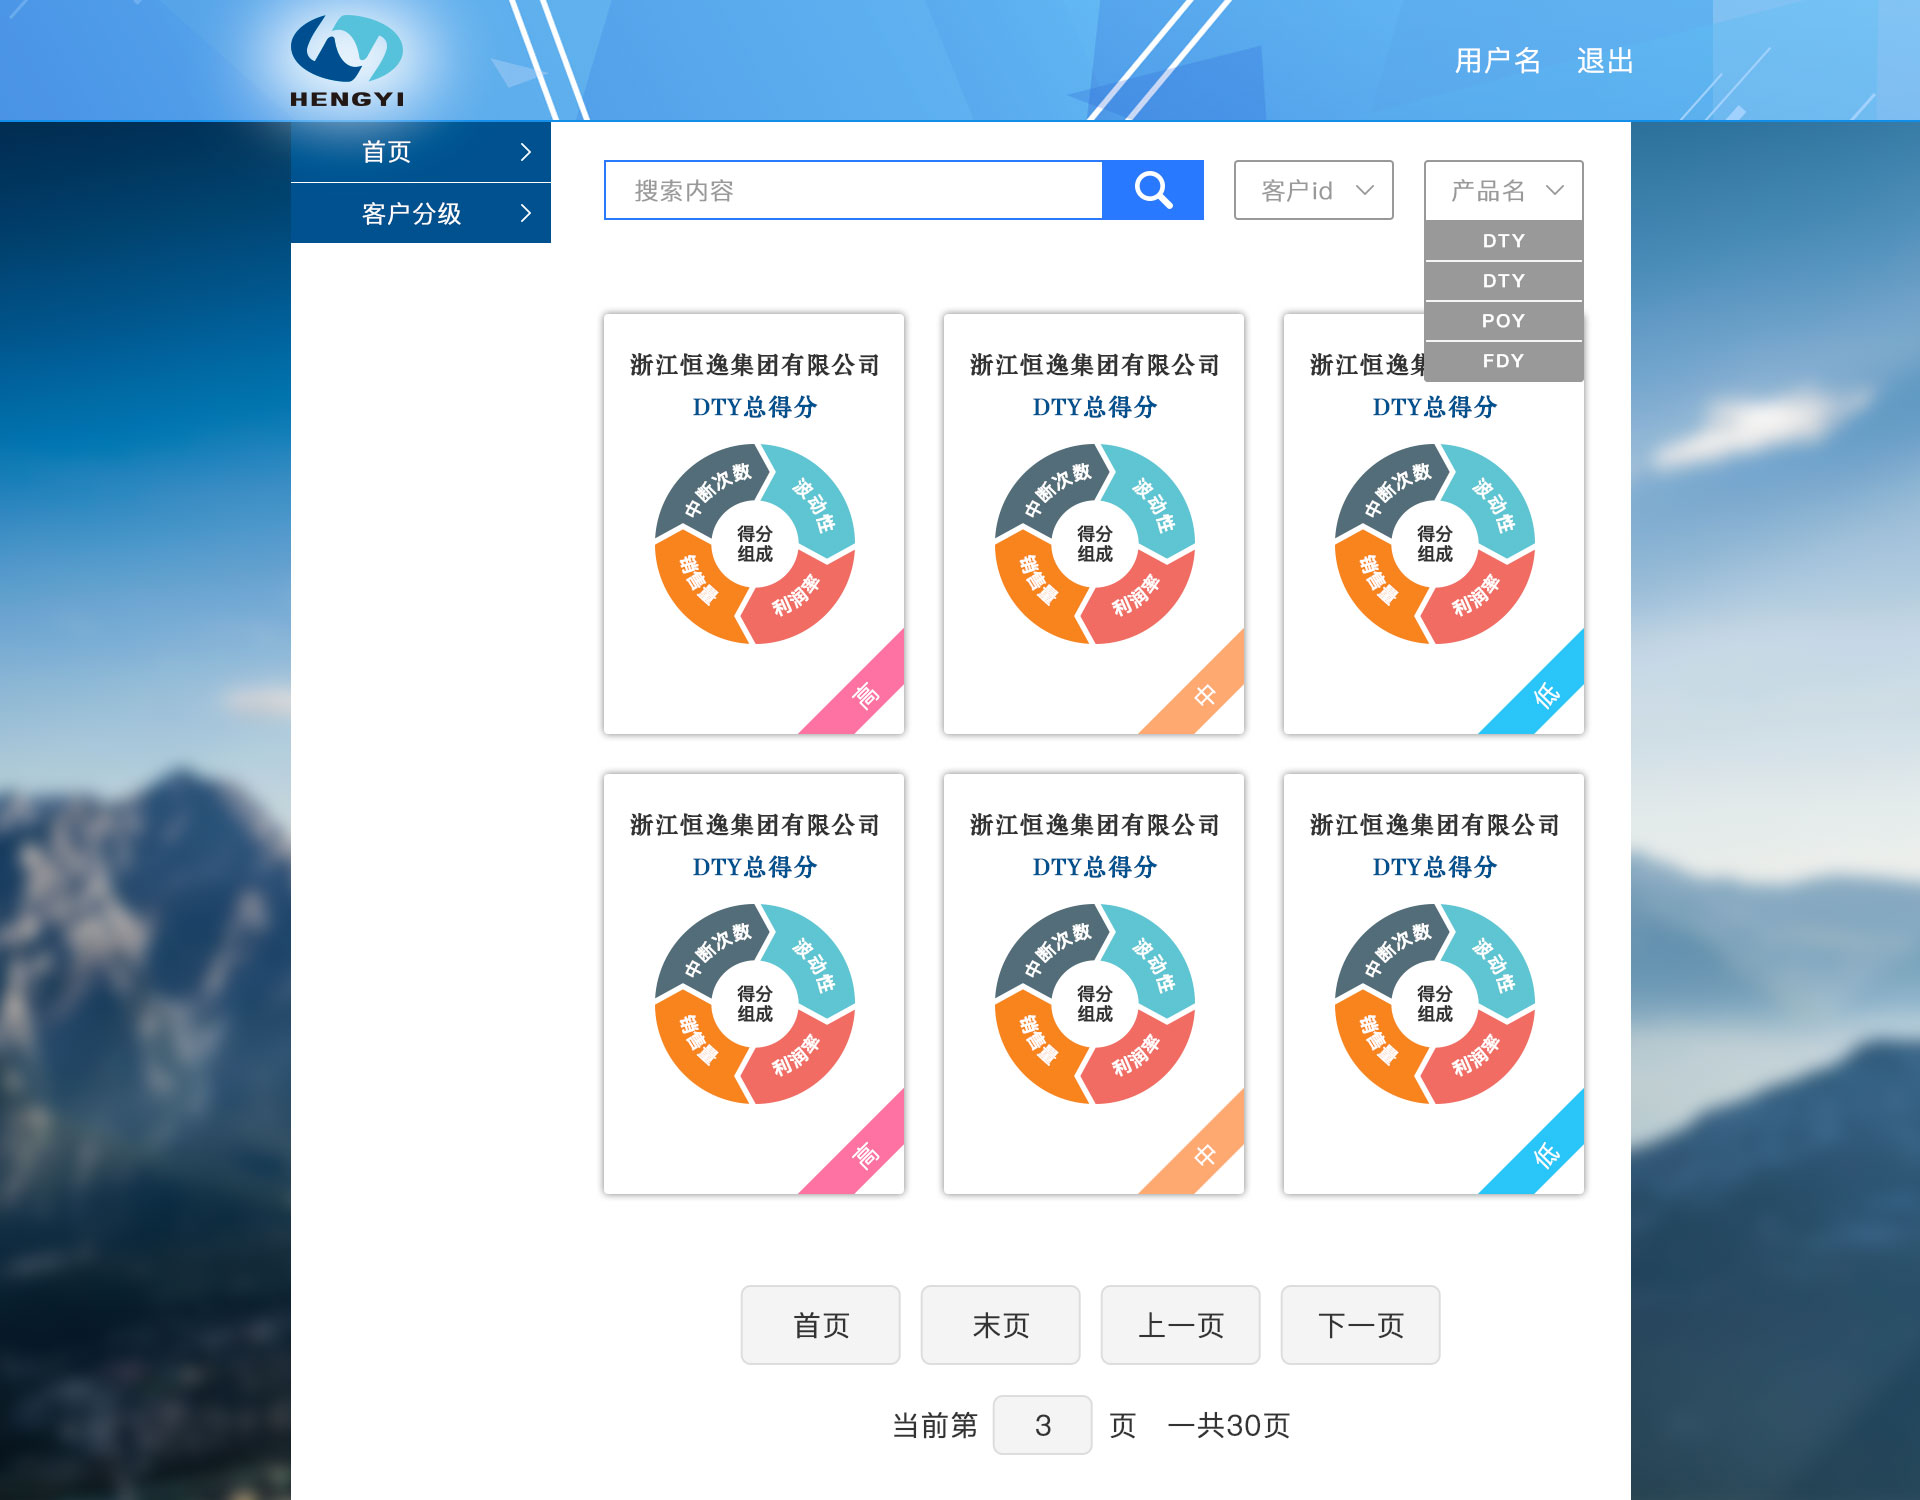 HENGYI
用户名 退出
首页
客户分级
搜索内容
客户id
产品名
DTY
DTY
POY
FDY
浙江恒逸集团有限公司
DTY总得分
中断次数
波动性
得分
组成
销售量
利润率
高
浙江恒逸集团有限公司
DTY总得分
中断次数
波动性
得分
组成
销售量
利润率
中
浙江恒逸集
DTY总得分
中断次数
波动性
得分
组成
销售量
利润率
低
浙江恒逸集团有限公司
DTY总得分
中断次数
波动性
得分
组成
销售量
利润率
高
浙江恒逸集团有限公司
DTY总得分
中断次数
波动性
得分
组成
销售量
利润率
中
浙江恒逸集团有限公司
DTY总得分
中断次数
波动性
得分
组成
销售量
利润率
低
首页 末页 上一页 下一页
当前第 3 页 一共30页